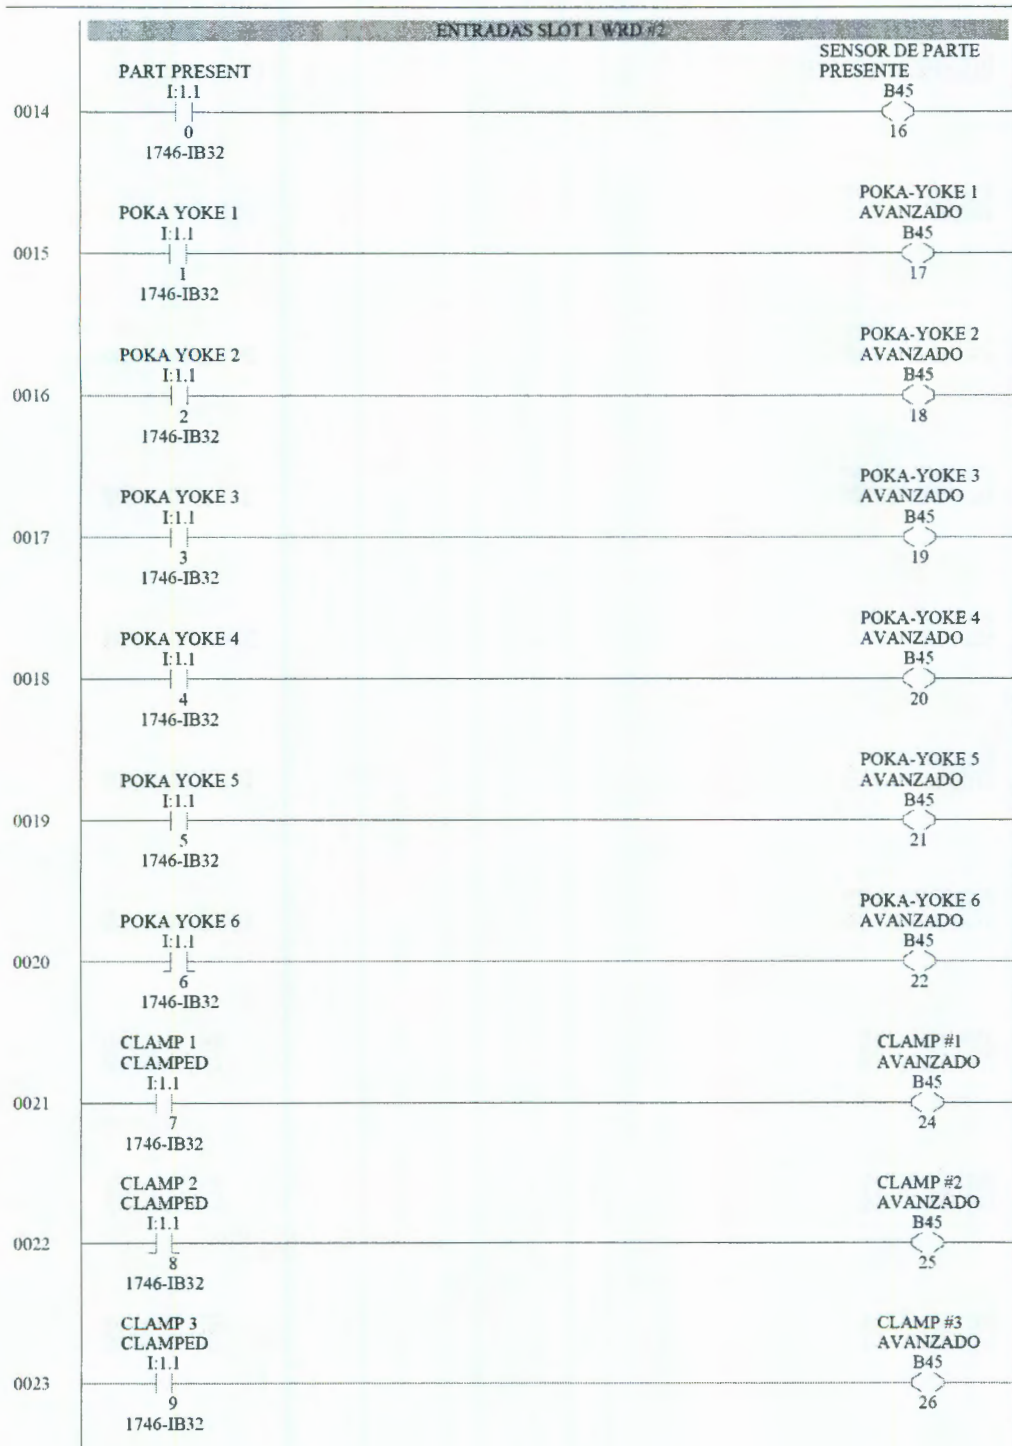 ENTRADAS SLOT 1 WRD #2
PART PRESENT
SENSOR DE PARTE
PRESENTE
0014
I:1.1
0
1746-IB32
B45
16
POKA YOKE 1
POKA-YOKE 1
AVANZADO
0015
I:1.1
1
1746-IB32
B45
17
POKA YOKE 2
POKA-YOKE 2
AVANZADO
0016
I:1.1
2
1746-IB32
B45
18
POKA YOKE 3
POKA-YOKE 3
AVANZADO
0017
I:1.1
3
1746-IB32
B45
19
POKA YOKE 4
POKA-YOKE 4
AVANZADO
0018
I:1.1
4
1746-IB32
B45
20
POKA YOKE 5
POKA-YOKE 5
AVANZADO
0019
I:1.1
5
1746-IB32
B45
21
POKA YOKE 6
POKA-YOKE 6
AVANZADO
0020
I:1.1
6
1746-IB32
B45
22
CLAMP 1
CLAMPED
CLAMP #1
AVANZADO
0021
I:1.1
7
1746-IB32
B45
24
CLAMP 2
CLAMPED
CLAMP #2
AVANZADO
0022
I:1.1
8
1746-IB32
B45
25
CLAMP 3
CLAMPED
CLAMP #3
AVANZADO
0023
I:1.1
9
1746-IB32
B45
26